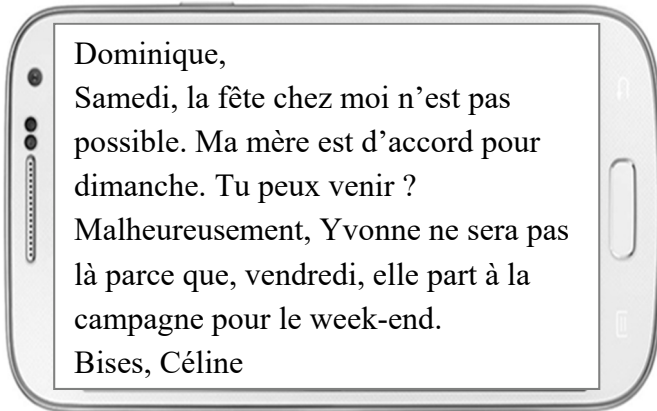 Dominique,
Samedi, la fête chez moi n’est pas
possible. Ma mère est d’accord pour
dimanche. Tu peux venir ?
Malheureusement, Yvonne ne sera pas
là parce que, vendredi, elle part à la
campagne pour le week-end.
Bises, Céline